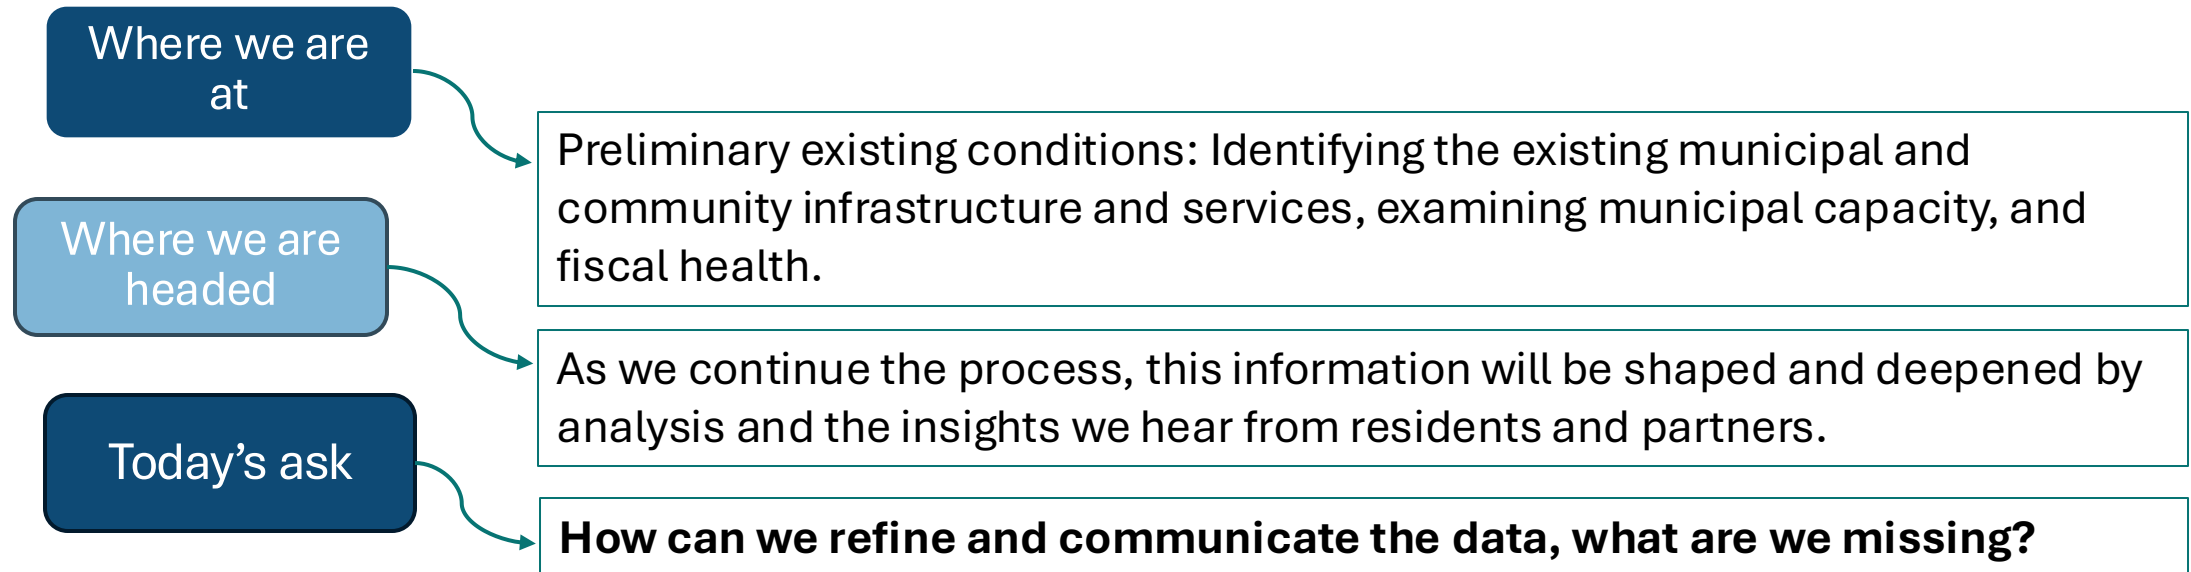 Where we are
at
Preliminary existing conditions: Identifying the existing municipal and
community infrastructure and services, examining municipal capacity, and
fiscal health.
Where we are
headed
As we continue the process, this information will be shaped and deepened by
analysis and the insights we hear from residents and partners.
Today’s ask
How can we refine and communicate the data, what are we missing?